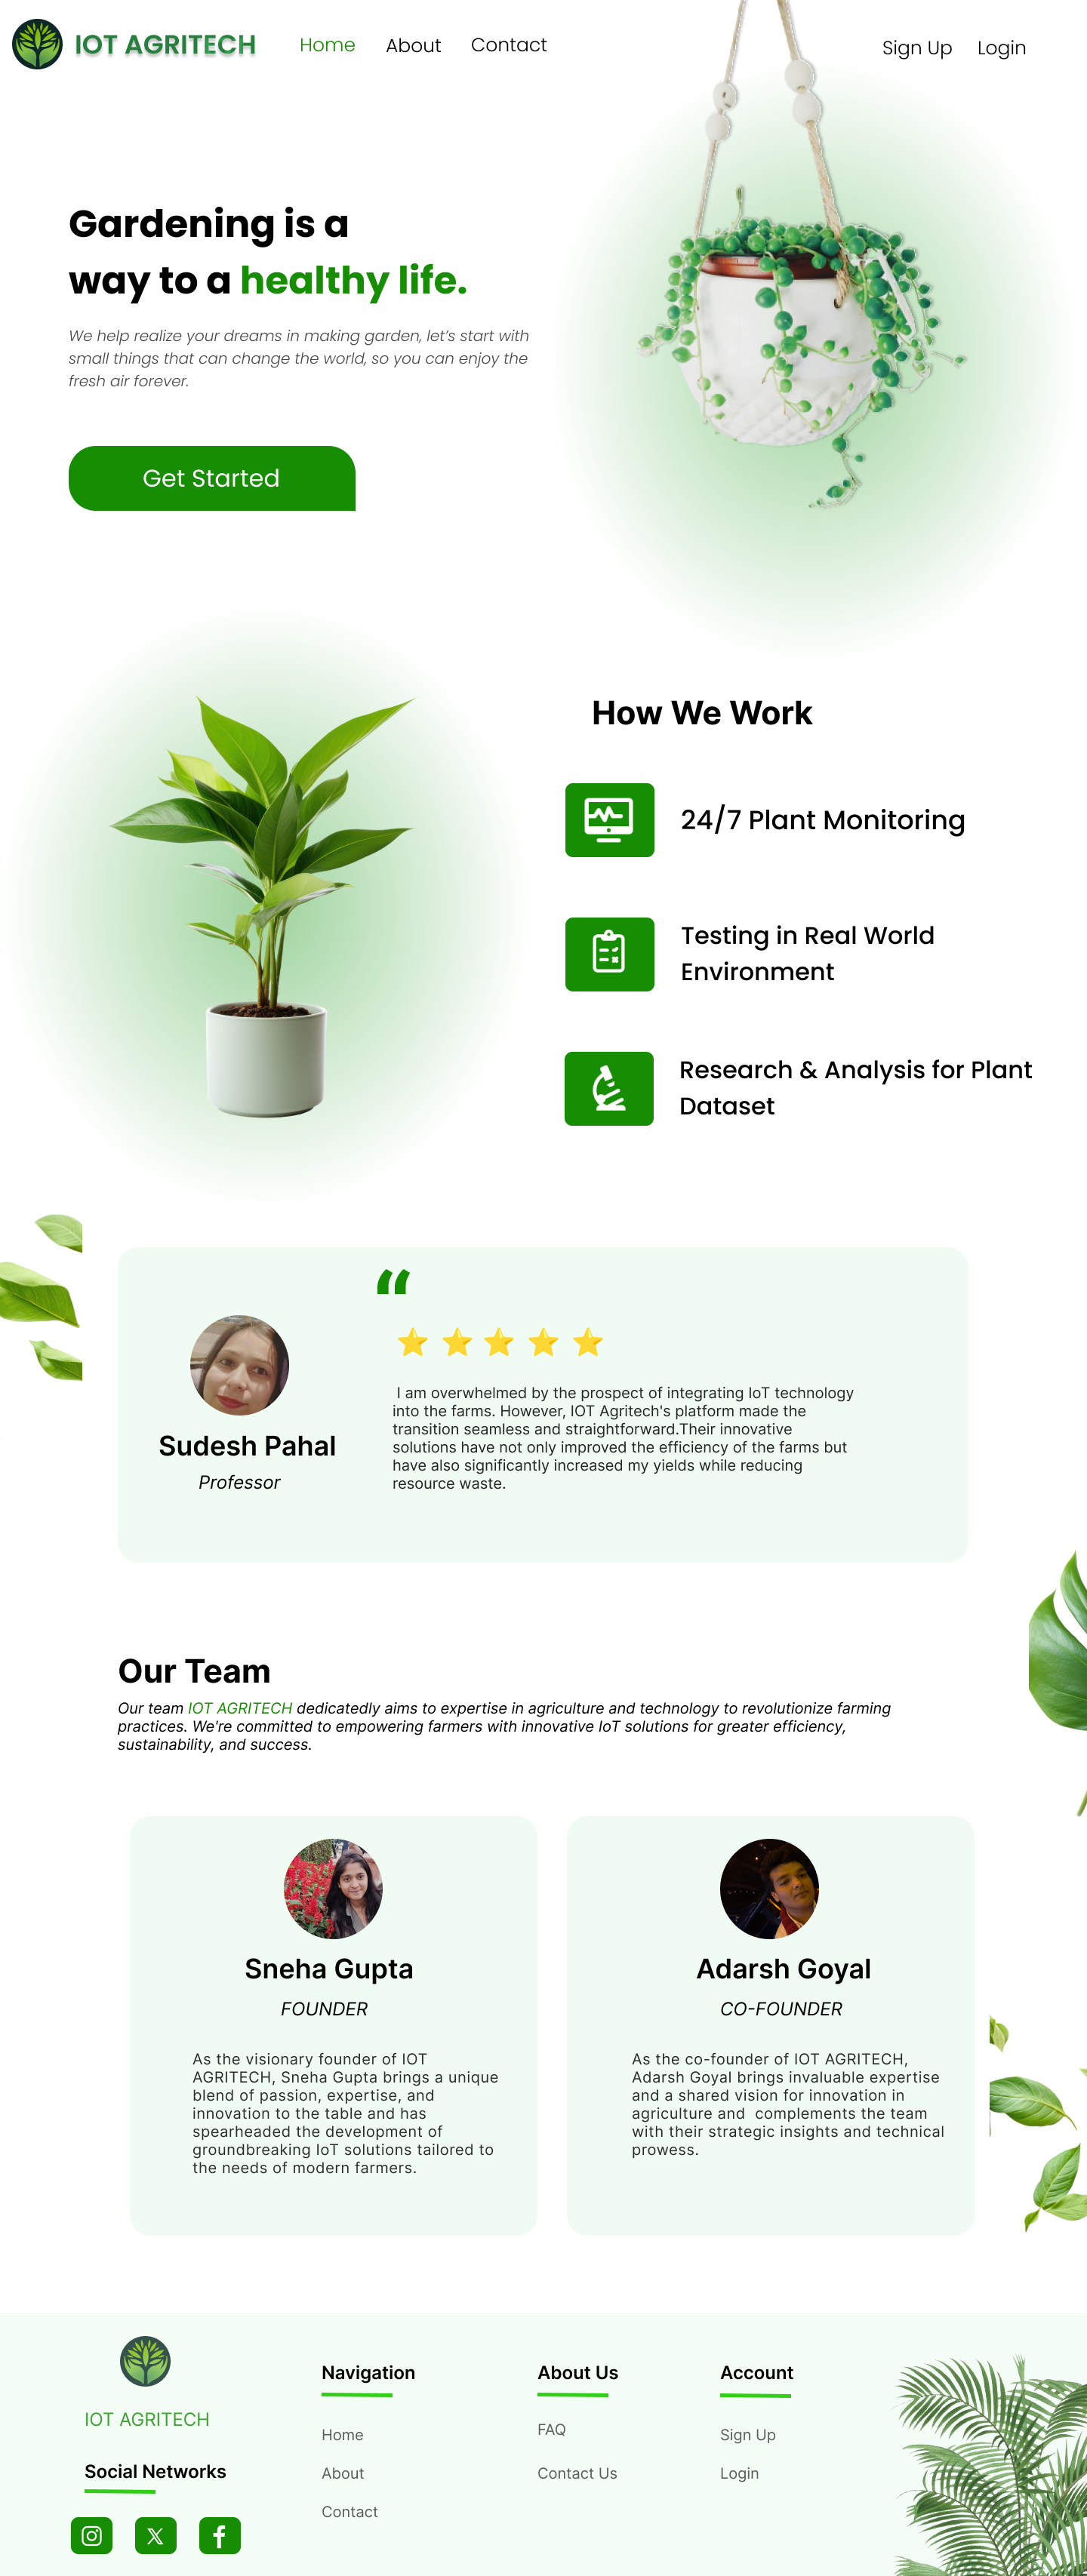 IOT AGRITECH
Home
About
Contact
Sign Up
Login
Gardening is a
way to a healthy life.
We help realize your dreams in making garden, let’s start with
small things that can change the world, so you can enjoy the
fresh air forever.
Get Started
How We Work
24/7 Plant Monitoring
Testing in Real World
Environment
Research & Analysis for Plant
Dataset
“
Sudesh Pahal
Professor
I am overwhelmed by the prospect of integrating IoT technology
into the farms. However, IOT Agritech's platform made the
transition seamless and straightforward.Their innovative
solutions have not only improved the efficiency of the farms but
have also significantly increased my yields while reducing
resource waste.
Our Team
Our team IOT AGRITECH dedicatedly aims to expertise in agriculture and technology to revolutionize farming
practices. We're committed to empowering farmers with innovative IoT solutions for greater efficiency,
sustainability, and success.
Sneha Gupta
FOUNDER
As the visionary founder of IOT
AGRITECH, Sneha Gupta brings a unique
blend of passion, expertise, and
innovation to the table and has
spearheaded the development of
groundbreaking IoT solutions tailored to
the needs of modern farmers.
Adarsh Goyal
CO-FOUNDER
As the co-founder of IOT AGRITECH,
Adarsh Goyal brings invaluable expertise
and a shared vision for innovation in
agriculture and  complements the team
with their strategic insights and technical
prowess.
IOT AGRITECH
Social Networks
Navigation
Home
About
Contact
About Us
FAQ
Contact Us
Account
Sign Up
Login